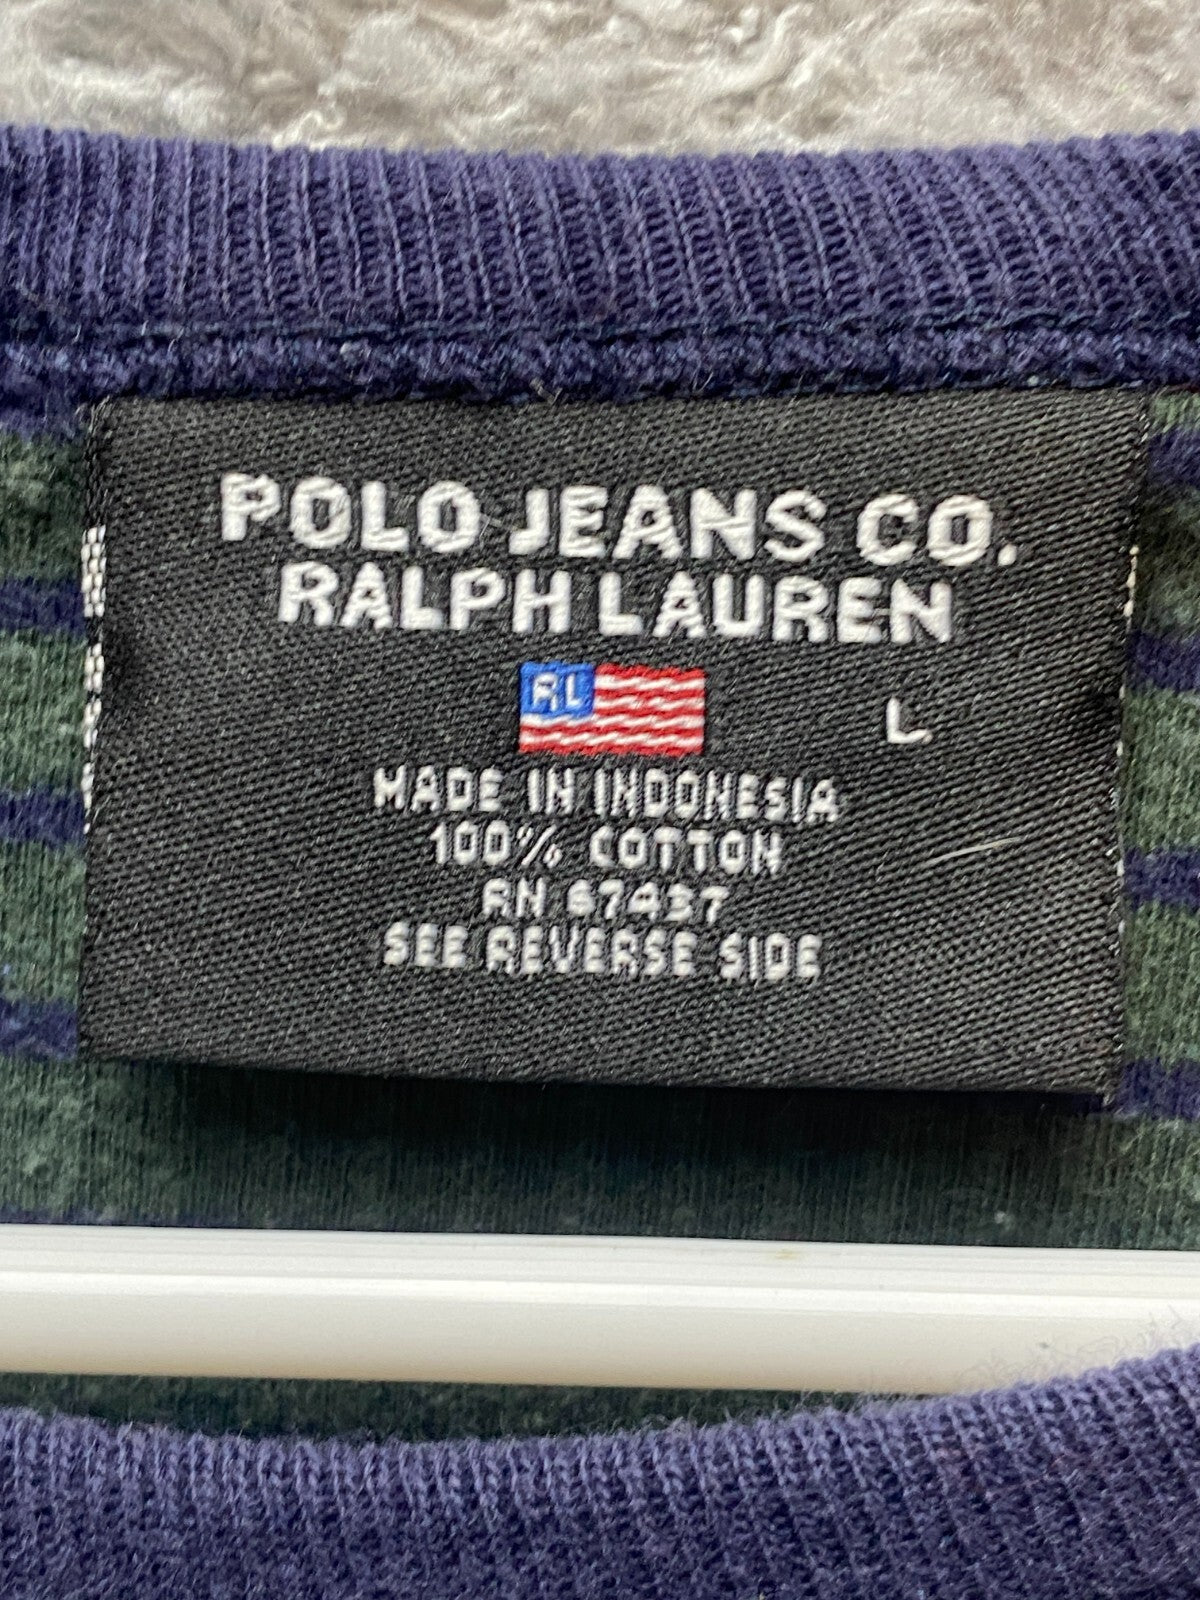 POLO JEANS CO.
RALPH LAUREN
RL
L
MADE IN INDONESIA
100% COTTON
RN 67437
SEE REVERSE SIDE